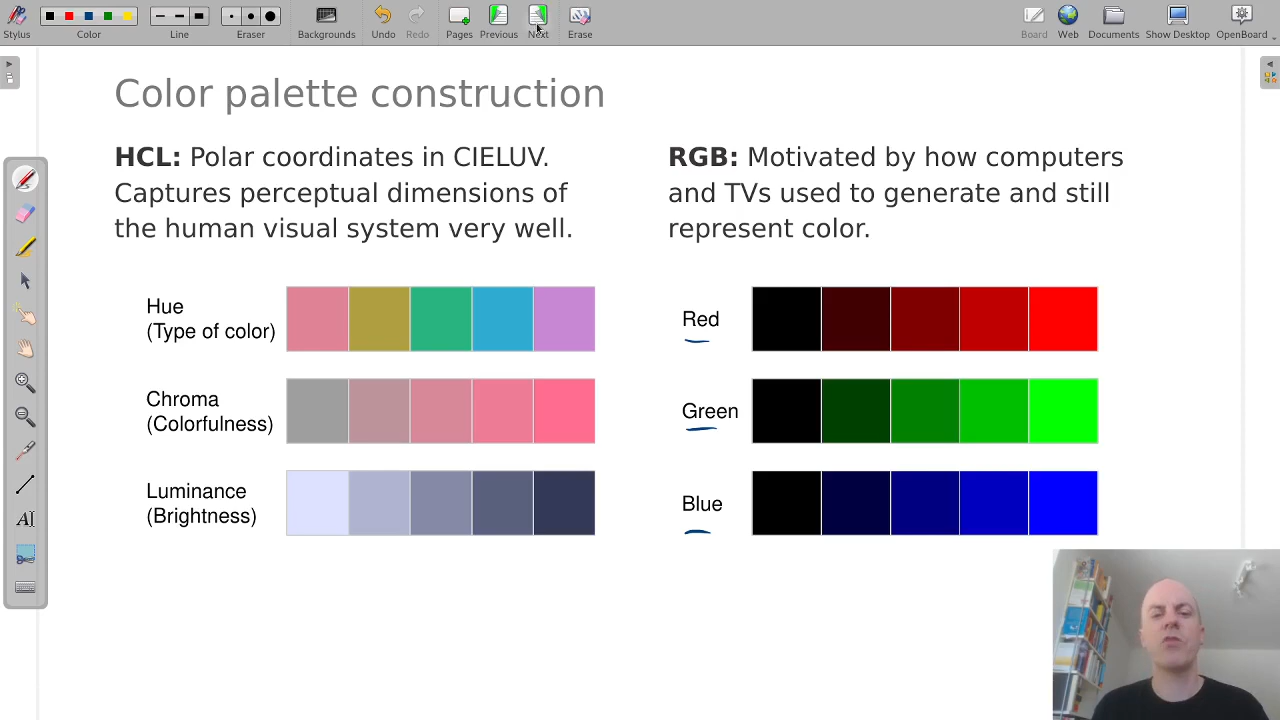 Stylus
Color
Line
Eraser
Backgrounds
Undo
Redo
Pages
Previous
Next
Erase
Board
Web
Documents
Show Desktop
OpenBoard
Color palette construction
HCL: Polar coordinates in CIELUV.
Captures perceptual dimensions of
the human visual system very well.
Hue
(Type of color)
Chroma
(Colorfulness)
Luminance
(Brightness)
RGB: Motivated by how computers
and TVs used to generate and still
represent color.
Red
Green
Blue
AI